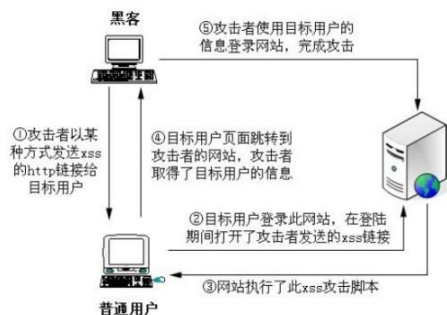 黑客
⑤攻击者使用目标用户的
信息登录网站，完成攻击
①攻击者以某
种方式发送xss
的http链接给
目标用户
④目标用户页面跳转到
攻击者的网站，攻击者
取得了目标用户的信息
②目标用户登录此网站，在登陆
期间打开了攻击者发送的xss链接
③网站执行了此xss攻击脚本
普通用户